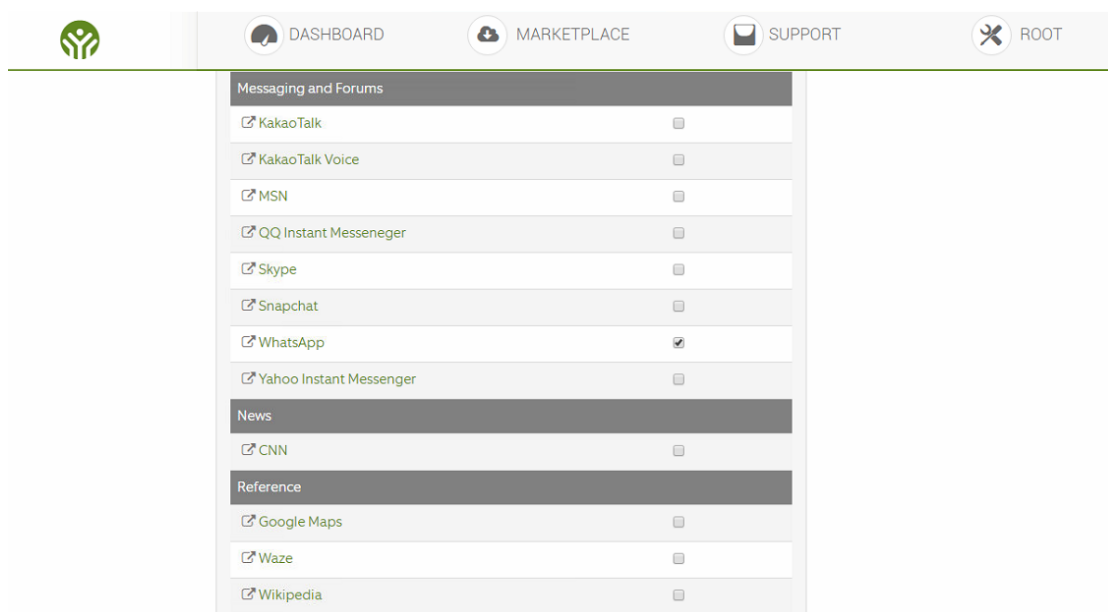 DASHBOARD MARKETPLACE SUPPORT ROOT
Messaging and Forums
KakaoTalk
KakaoTalk Voice
MSN
QQ Instant Messeneger
Skype
Snapchat
WhatsApp
Yahoo Instant Messenger
News
CNN
Reference
Google Maps
Waze
Wikipedia